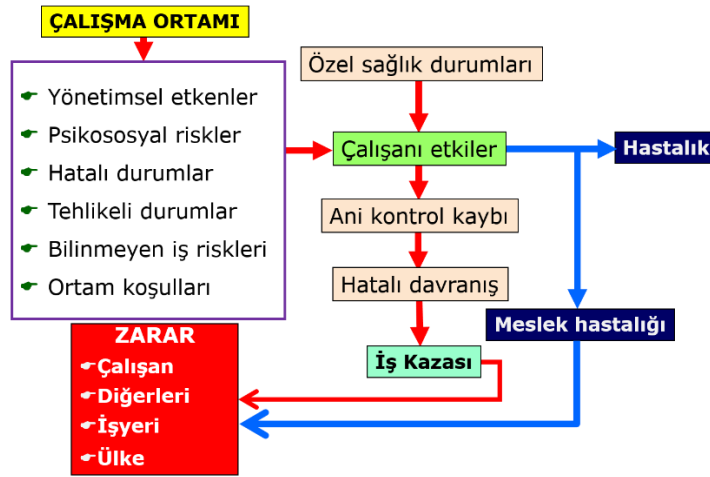 ÇALIŞMA ORTAMI
Yönetimsel etkenler
Psikososyal riskler
Hatalı durumlar
Tehlikeli durumlar
Bilinmeyen iş riskleri
Ortam koşulları
Özel sağlık durumları
Çalışanı etkiler
Hastalık
Ani kontrol kaybı
Hatalı davranış
Meslek hastalığı
İş Kazası
ZARAR
Çalışan
Diğerleri
İşyeri
Ülke